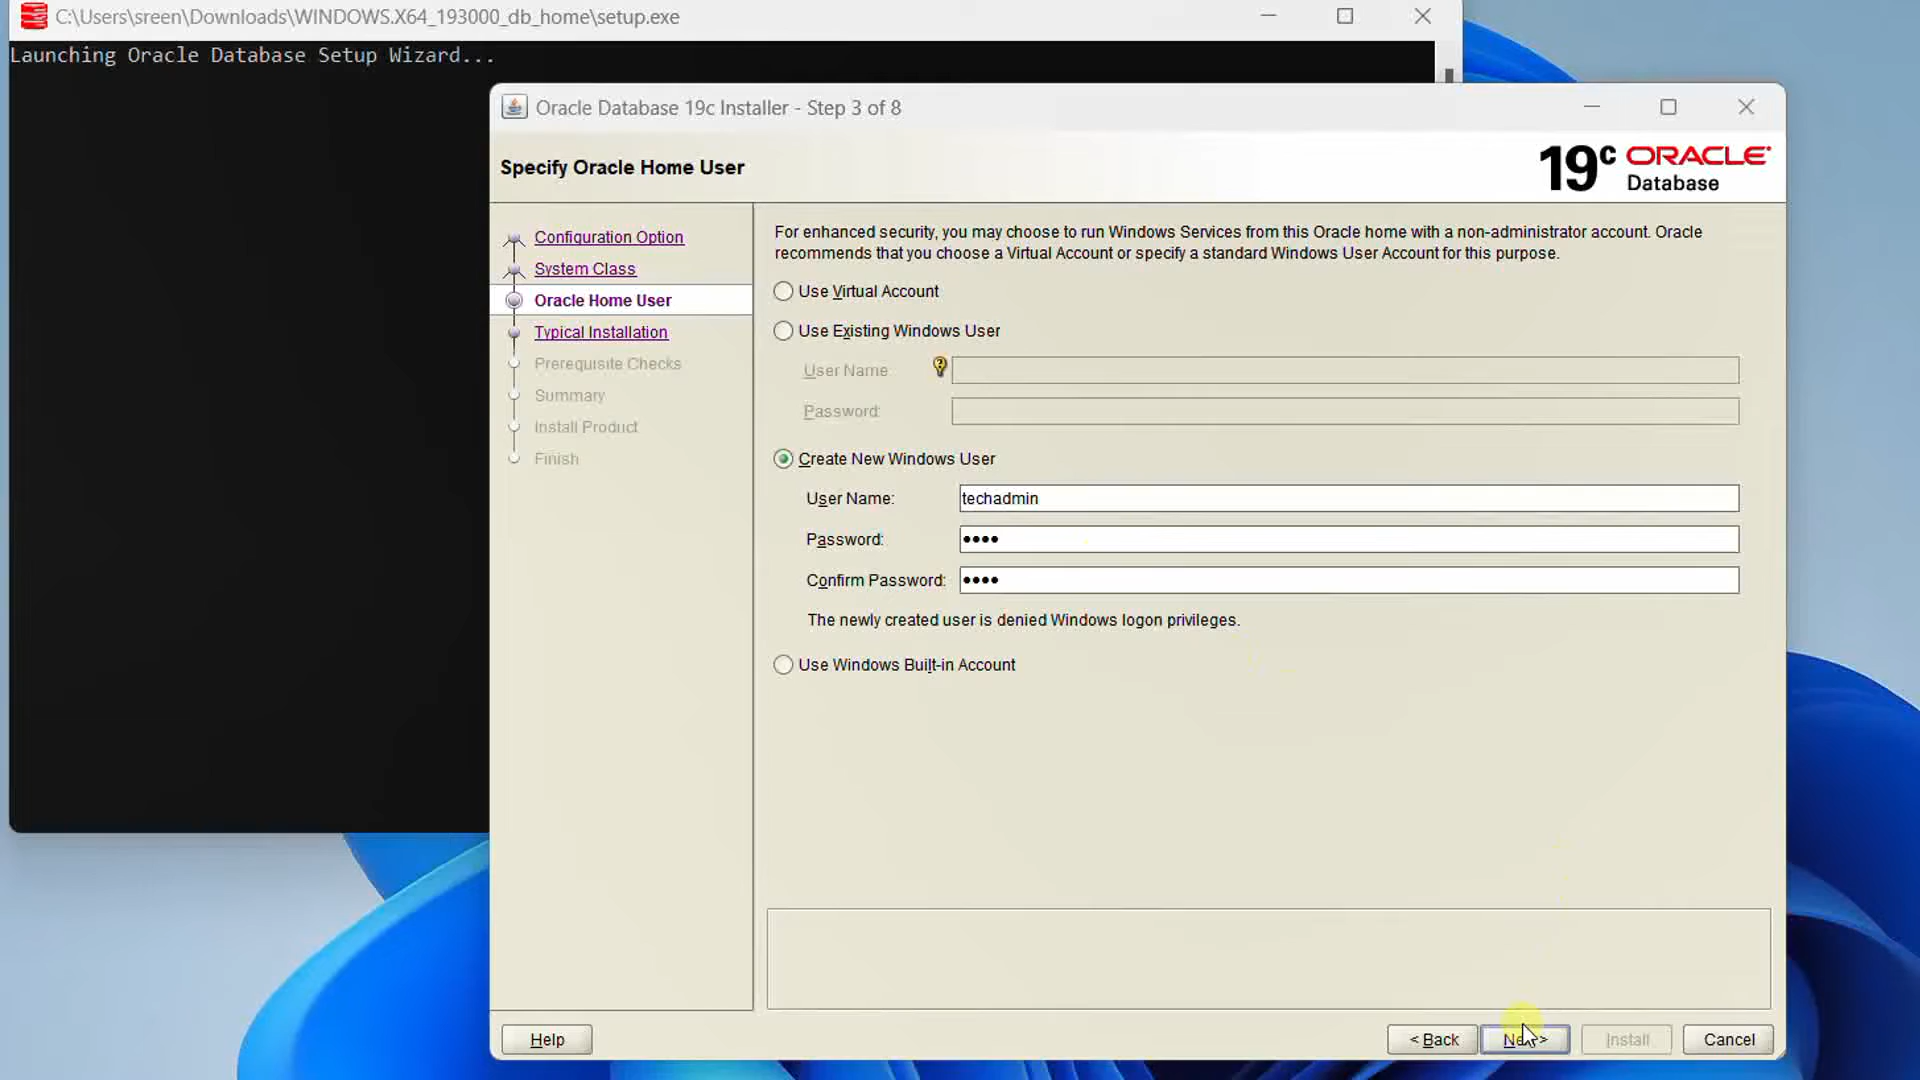 C:\Users\sreen\Downloads\WINDOWS.X64_193000_db_home\setup.exe
Launching Oracle Database Setup Wizard...
Oracle Database 19c Installer - Step 3 of 8
Specify Oracle Home User
19c ORACLE
Database
Configuration Option
System Class
Oracle Home User
Typical Installation
Prerequisite Checks
Summary
Install Product
Finish
For enhanced security, you may choose to run Windows Services from this Oracle home with a non-administrator account. Oracle
recommends that you choose a Virtual Account or specify a standard Windows User Account for this purpose.
Use Virtual Account
Use Existing Windows User
User Name:
Password:
Create New Windows User
User Name: techadmin
Password: ••••
Confirm Password: ••••
The newly created user is denied Windows logon privileges.
Use Windows Built-in Account
Help
< Back
Install
Cancel